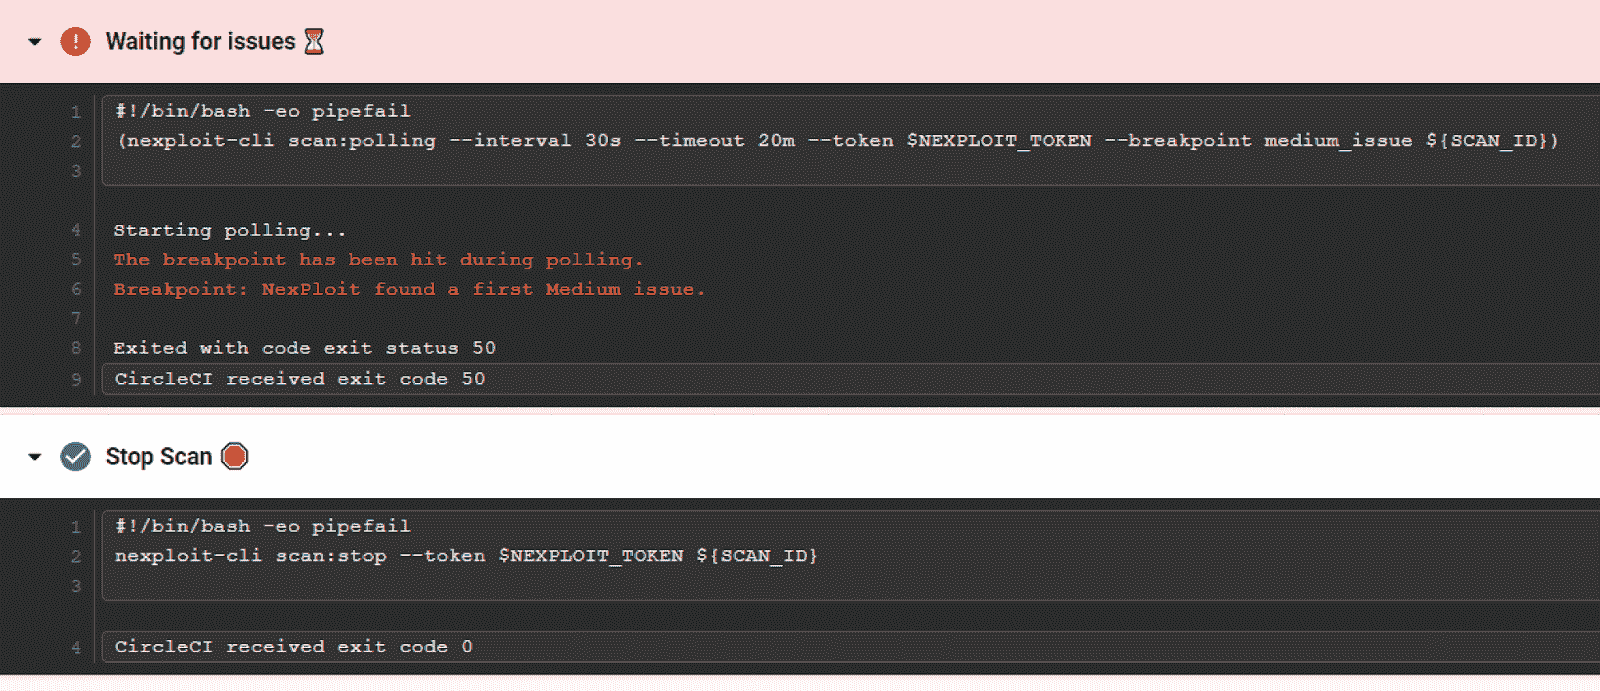 Waiting for issues
1 #!/bin/bash -eo pipefail
2 (nexploit-cli scan:polling --interval 30s --timeout 20m --token $NEXPLOIT_TOKEN --breakpoint medium_issue ${SCAN_ID})
3
4 Starting polling...
5 The breakpoint has been hit during polling.
6 Breakpoint: NexPloit found a first Medium issue.
7
8 Exited with code exit status 50
9 CircleCI received exit code 50
Stop Scan
1 #!/bin/bash -eo pipefail
2 nexploit-cli scan:stop --token $NEXPLOIT_TOKEN ${SCAN_ID}
3
4 CircleCI received exit code 0